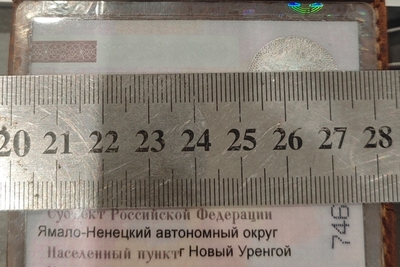 20 21 22 23 24 25 26 27 28
Субъект Российской Федерации
Ямало-Ненецкий автономный округ
Населенный пункт г Новый Уренгой
746